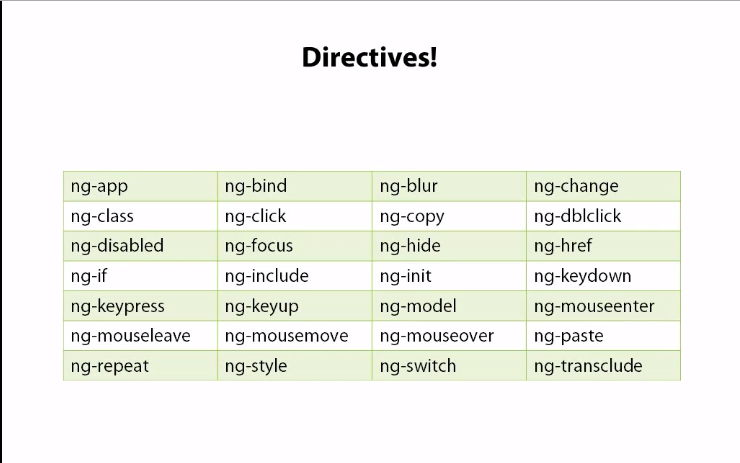 Directives!
ng-app ng-bind ng-blur ng-change
ng-class ng-click ng-copy ng-dblclick
ng-disabled ng-focus ng-hide ng-href
ng-if ng-include ng-init ng-keydown
ng-keypress ng-keyup ng-model ng-mouseenter
ng-mouseleave ng-mousemove ng-mouseover ng-paste
ng-repeat ng-style ng-switch ng-transclude